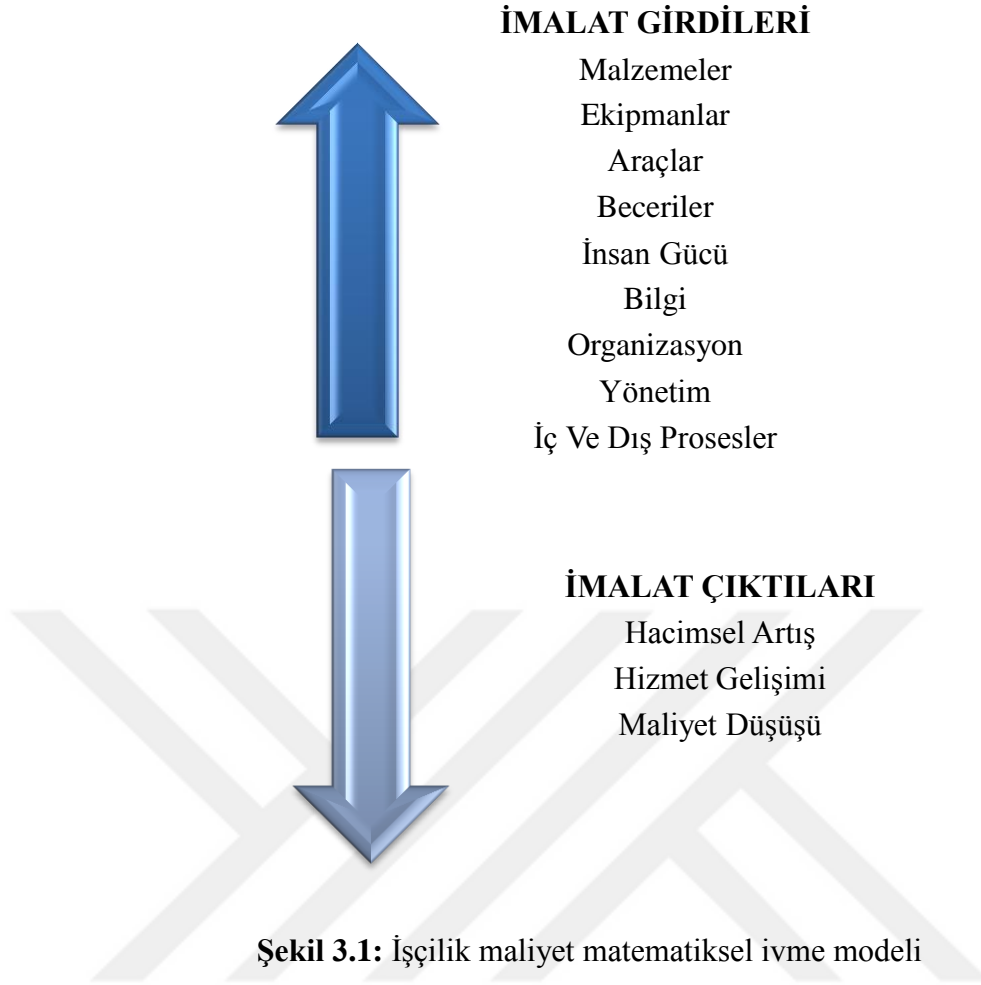 İMALAT GİRDİLERİ
Malzemeler
Ekipmanlar
Araçlar
Beceriler
İnsan Gücü
Bilgi
Organizasyon
Yönetim
İç Ve Dış Prosesler
İMALAT ÇIKTILARI
Hacimsel Artış
Hizmet Gelişimi
Maliyet Düşüşü
Şekil 3.1: İşçilik maliyet matematiksel ivme modeli